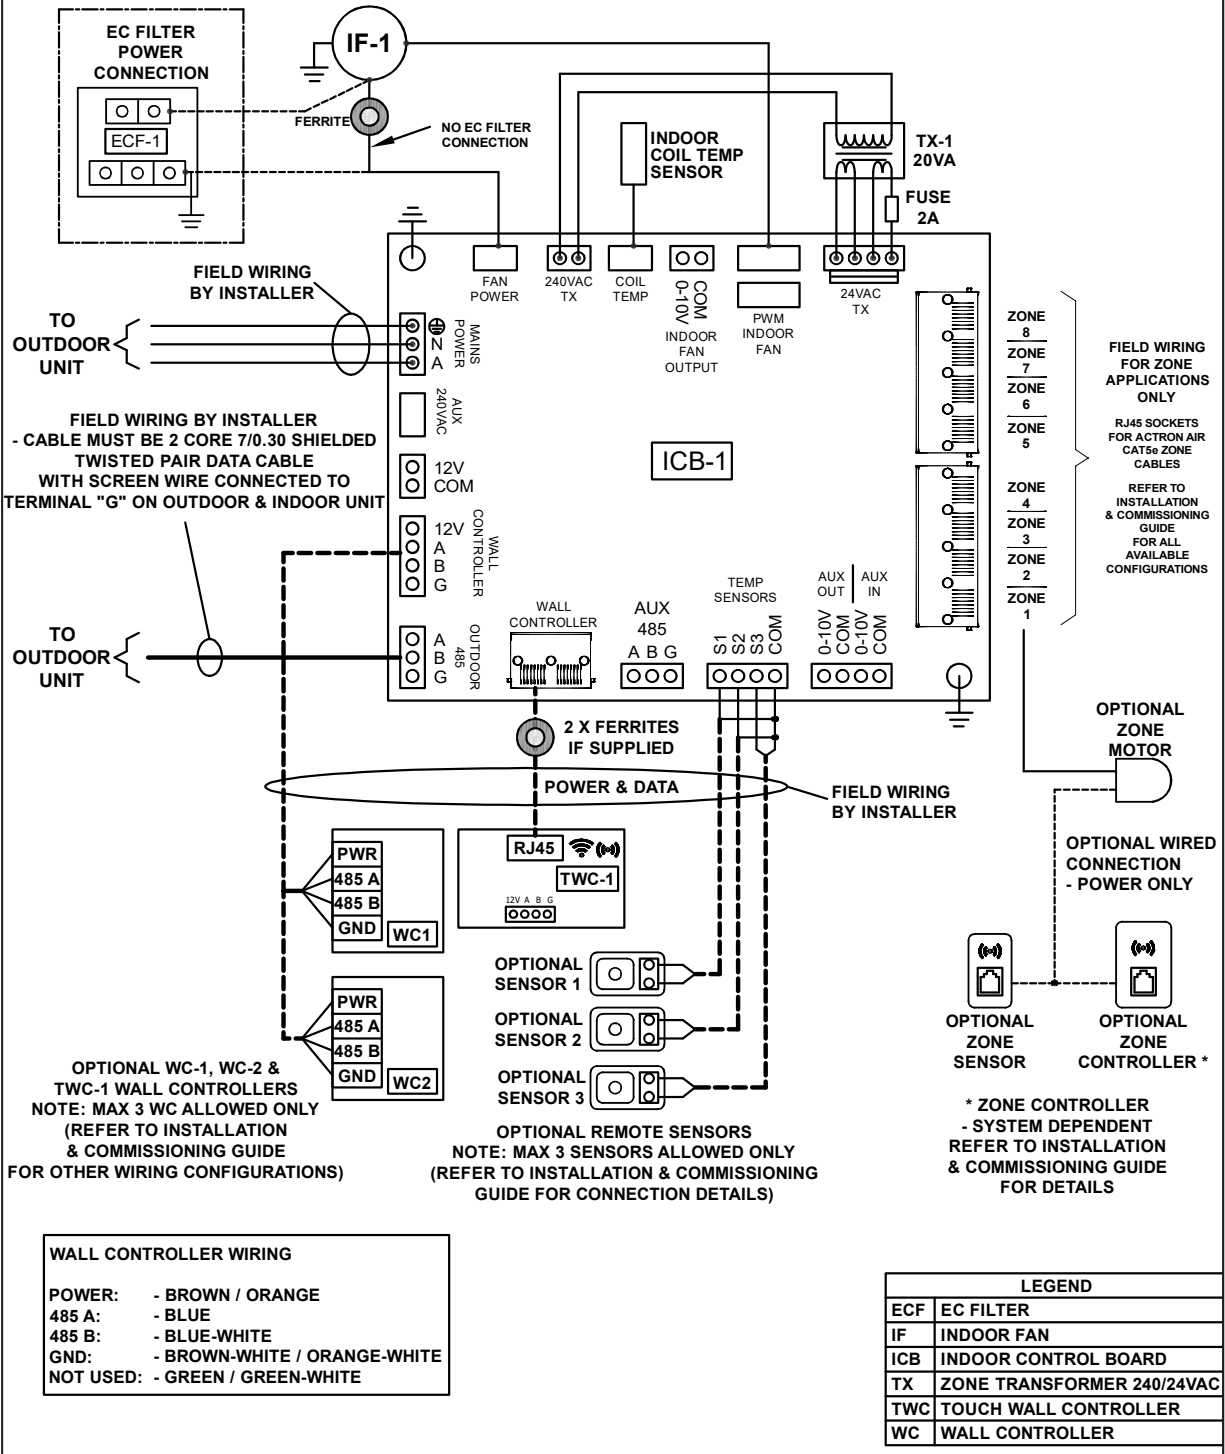 EC FILTER
POWER
CONNECTION
ECF-1
IF-1
FERRITE
NO EC FILTER
CONNECTION
INDOOR
COIL TEMP
SENSOR
TX-1
20VA
FUSE
2A
FIELD WIRING
BY INSTALLER
TO
OUTDOOR
UNIT
FAN
POWER
240VAC
TX
COIL
TEMP
COM
0-10V
INDOOR
FAN
OUTPUT
PWM
INDOOR
FAN
24VAC
TX
N
A
MAINS
POWER
AUX
240VAC
12V
COM
12V
A
B
G
WALL
CONTROLLER
A
B
G
OUTDOOR
485
ICB-1
ZONE
8
ZONE
7
ZONE
6
ZONE
5
ZONE
4
ZONE
3
ZONE
2
ZONE
1
FIELD WIRING
FOR ZONE
APPLICATIONS
ONLY
RJ45 SOCKETS
FOR ACTRON AIR
CAT5e ZONE
CABLES
REFER TO
INSTALLATION
& COMMISSIONING
GUIDE
FOR ALL
AVAILABLE
CONFIGURATIONS
FIELD WIRING BY INSTALLER
- CABLE MUST BE 2 CORE 7/0.30 SHIELDED
TWISTED PAIR DATA CABLE
WITH SCREEN WIRE CONNECTED TO
TERMINAL "G" ON OUTDOOR & INDOOR UNIT
TO
OUTDOOR
UNIT
WALL
CONTROLLER
AUX
485
A B G
TEMP
SENSORS
S1
S2
S3
COM
AUX
OUT
AUX
IN
0-10V
COM
0-10V
COM
2 X FERRITES
IF SUPPLIED
POWER & DATA
FIELD WIRING
BY INSTALLER
OPTIONAL
ZONE
MOTOR
OPTIONAL WIRED
CONNECTION
- POWER ONLY
PWR
485 A
485 B
GND
WC1
RJ45
TWC-1
12V A B G
PWR
485 A
485 B
GND
WC2
OPTIONAL
SENSOR 1
OPTIONAL
SENSOR 2
OPTIONAL
SENSOR 3
OPTIONAL
ZONE
SENSOR
OPTIONAL
ZONE
CONTROLLER *
OPTIONAL WC-1, WC-2 &
TWC-1 WALL CONTROLLERS
NOTE: MAX 3 WC ALLOWED ONLY
(REFER TO INSTALLATION
& COMMISSIONING GUIDE
FOR OTHER WIRING CONFIGURATIONS)
OPTIONAL REMOTE SENSORS
NOTE: MAX 3 SENSORS ALLOWED ONLY
(REFER TO INSTALLATION & COMMISSIONING
GUIDE FOR CONNECTION DETAILS)
* ZONE CONTROLLER
- SYSTEM DEPENDENT
REFER TO INSTALLATION
& COMMISSIONING GUIDE
FOR DETAILS
WALL CONTROLLER WIRING
POWER: - BROWN / ORANGE
485 A: - BLUE
485 B: - BLUE-WHITE
GND: - BROWN-WHITE / ORANGE-WHITE
NOT USED: - GREEN / GREEN-WHITE
LEGEND
ECF EC FILTER
IF INDOOR FAN
ICB INDOOR CONTROL BOARD
TX ZONE TRANSFORMER 240/24VAC
TWC TOUCH WALL CONTROLLER
WC WALL CONTROLLER